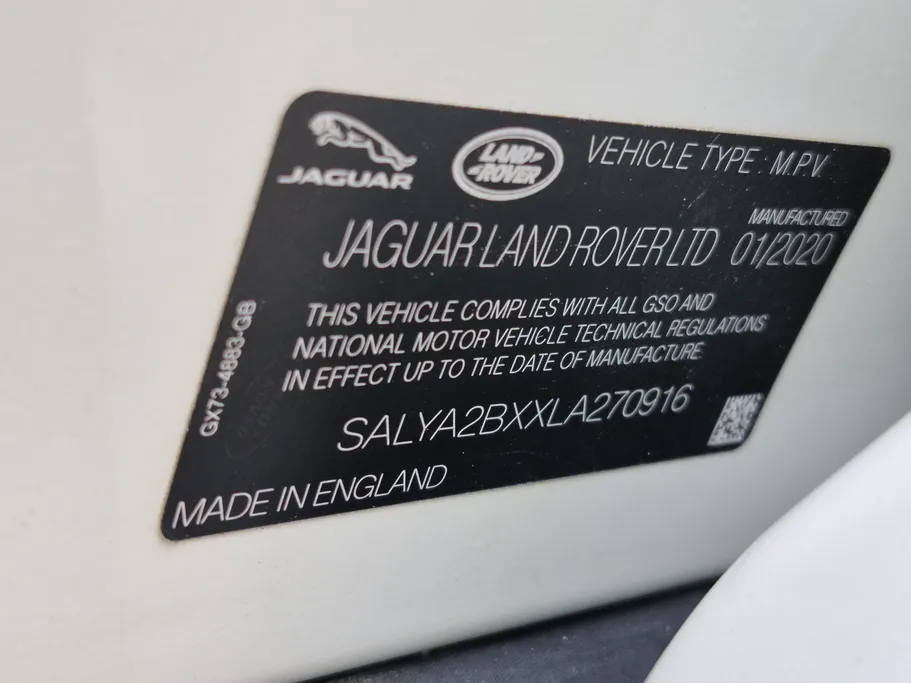 JAGUAR
LAND-
-ROVER
VEHICLE TYPE : M.P.V
MANUFACTURED
JAGUAR LAND ROVER LTD 01/2020
THIS VEHICLE COMPLIES WITH ALL GSO AND
NATIONAL MOTOR VEHICLE TECHNICAL REGULATIONS
IN EFFECT UP TO THE DATE OF MANUFACTURE
GX73-4883-GB
SALYA2BXXLA270916
MADE IN ENGLAND